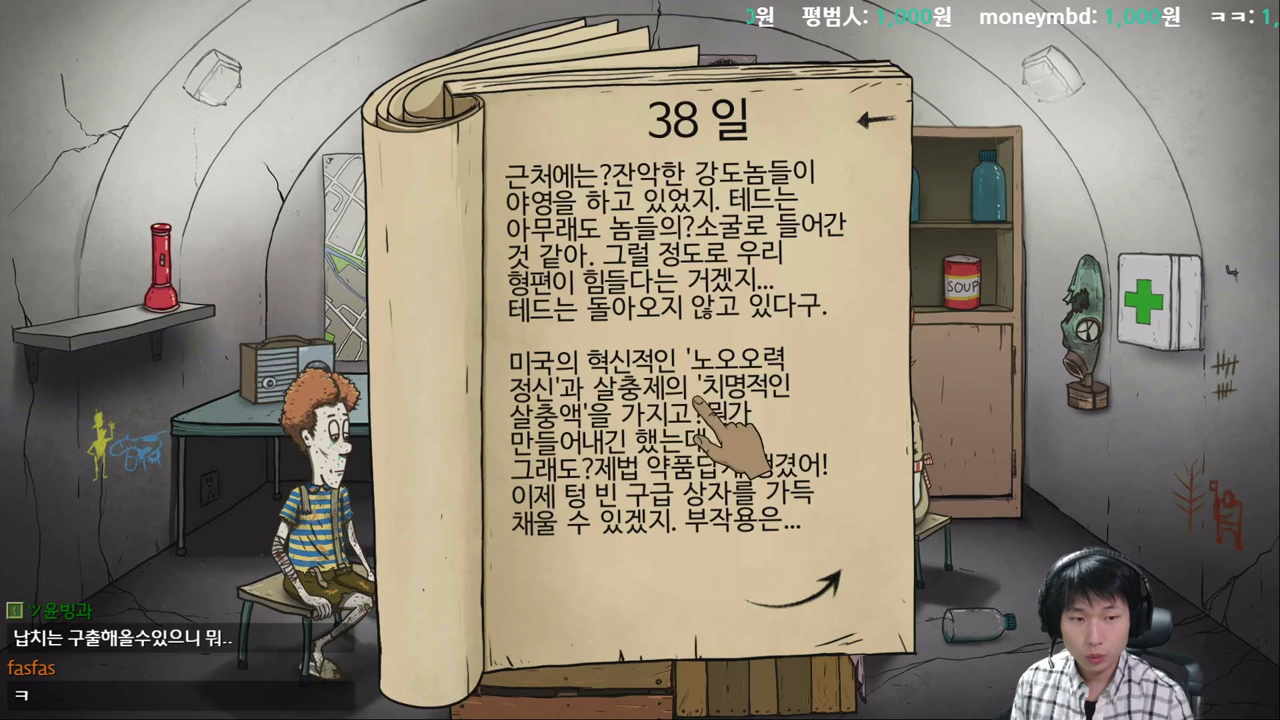 원 평범人: 1,000원 moneymbd: 1,000원 ㅋㅋ: 1,
38 일
근처에는?잔악한 강도놈들이
야영을 하고 있었지. 테드는
아무래도 놈들의?소굴로 들어간
것 같아. 그럴 정도로 우리
형편이 힘들다는 거겠지...
테드는 돌아오지 않고 있다구.
미국의 혁신적인 '노오오력
정신'과 살충제의 '치명적인
살충액'을 가지고
만들어내긴 했는데
그래도?제법
이제 텅 빈 구급 상자를 가득
채울 수 있겠지. 부작용은...
SOUP
ツ윤빙과
납치는 구출해올수있으니 뭐..
fasfas
ㅋ